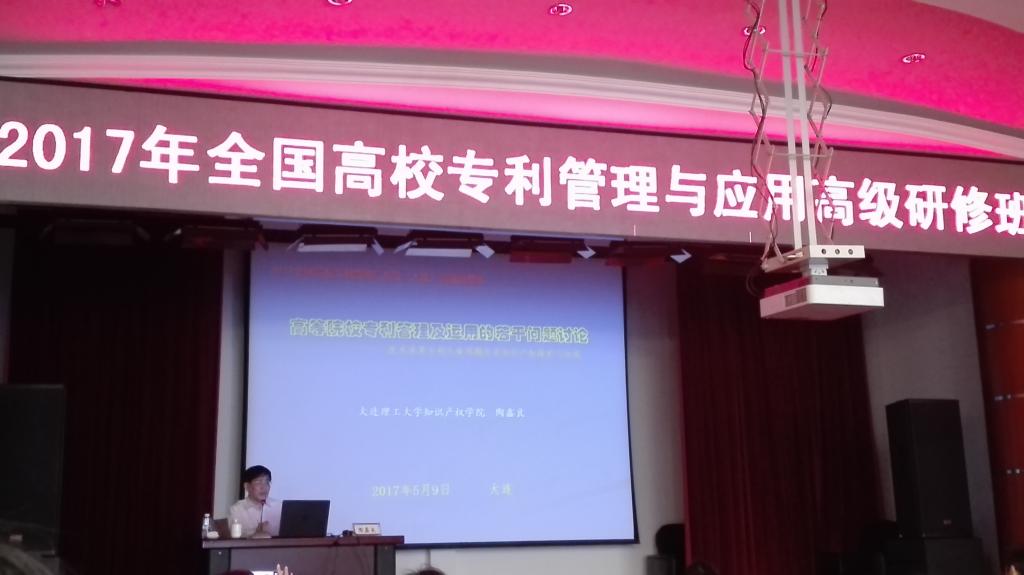 2017年全国高校专利管理与应用高级研修班
高等院校专利管理及运用的若干问题讨论
大连理工大学知识产权学院 陶鑫良
2017年5月9日 大连
陶鑫良